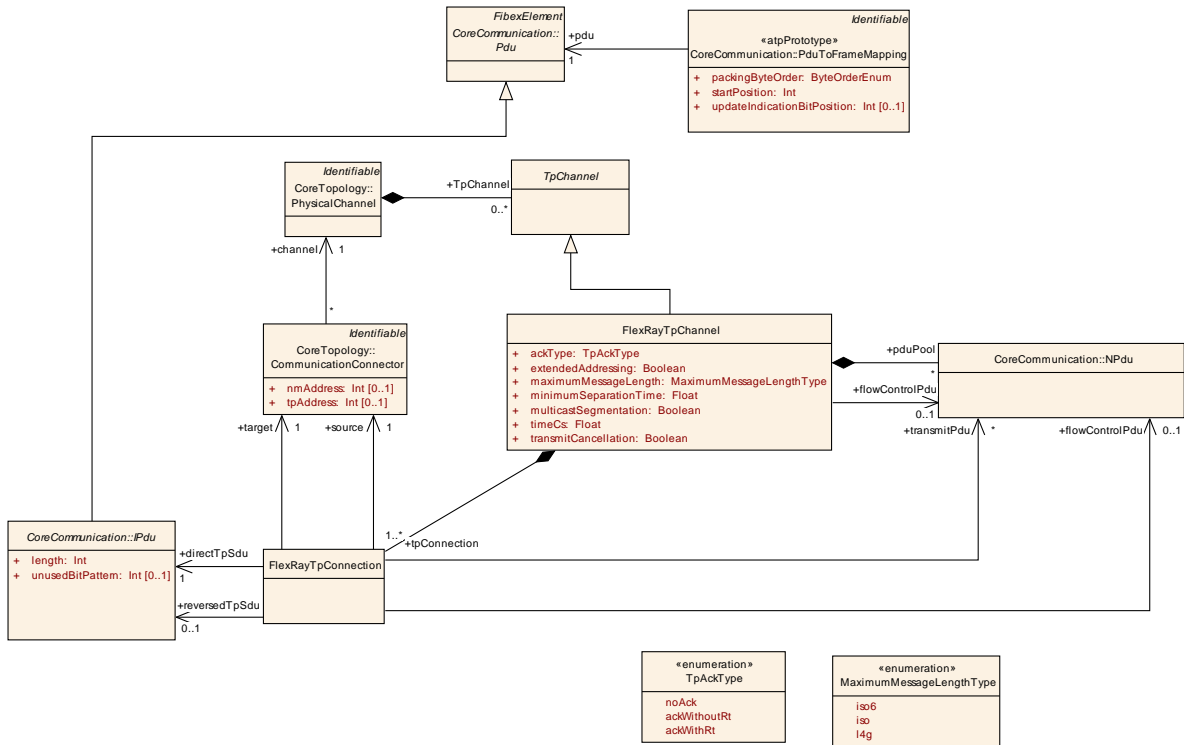 FibexElement
CoreCommunication::
Pdu
+pdu
1
Identifiable
«atpPrototype»
CoreCommunication::PduToFrameMapping
+ packingByteOrder: ByteOrderEnum
+ startPosition: Int
+ updateIndicationBitPosition: Int [0..1]
Identifiable
CoreTopology::
PhysicalChannel
+TpChannel
0..*
TpChannel
+channel
1
*
Identifiable
CoreTopology::
CommunicationConnector
+ nmAddress: Int [0..1]
+ tpAddress: Int [0..1]
+target
1
+source
1
FlexRayTpChannel
+ ackType: TpAckType
+ extendedAddressing: Boolean
+ maximumMessageLength: MaximumMessageLengthType
+ minimumSeparationTime: Float
+ multicastSegmentation: Boolean
+ timeCs: Float
+ transmitCancellation: Boolean
+pduPool
*
+flowControlPdu
0..1
CoreCommunication::NPdu
+transmitPdu
*
+flowControlPdu
0..1
1..*
+tpConnection
CoreCommunication::IPdu
+ length: Int
+ unusedBitPattern: Int [0..1]
+directTpSdu
1
+reversedTpSdu
0..1
FlexRayTpConnection
«enumeration»
TpAckType
noAck
ackWithoutRt
ackWithRt
«enumeration»
MaximumMessageLengthType
iso6
iso
l4g